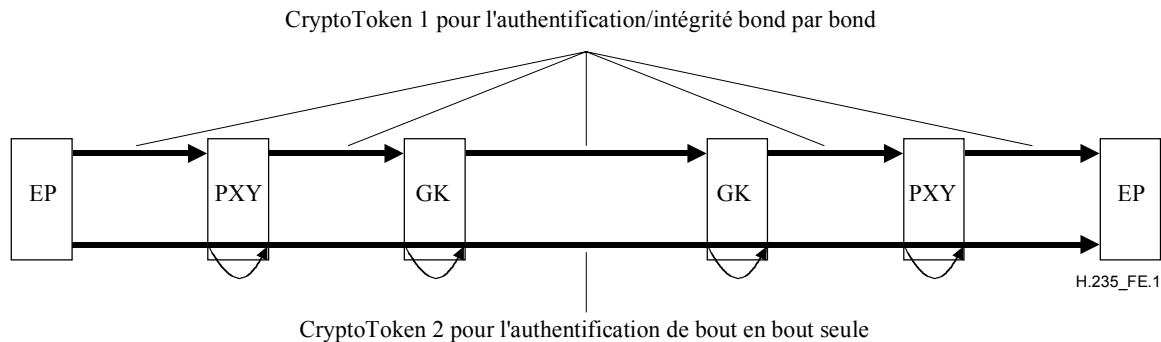 CryptoToken 1 pour l'authentification/intégrité bond par bond
EP
PXY
GK
GK
PXY
EP
H.235_FE.1
CryptoToken 2 pour l'authentification de bout en bout seule